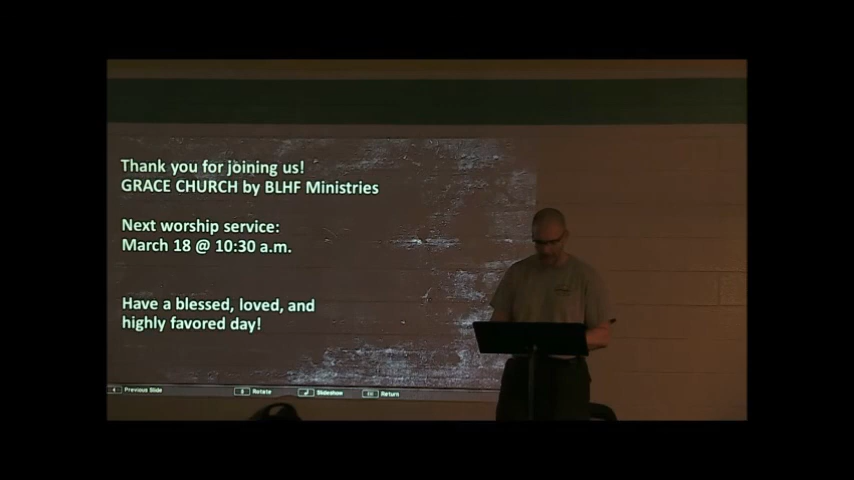 Thank you for joining us!
GRACE CHURCH by BLHF Ministries
Next worship service:
March 18 @ 10:30 a.m.
Have a blessed, loved, and
highly favored day!
Previous Slide
Rotate
Slideshow
Return